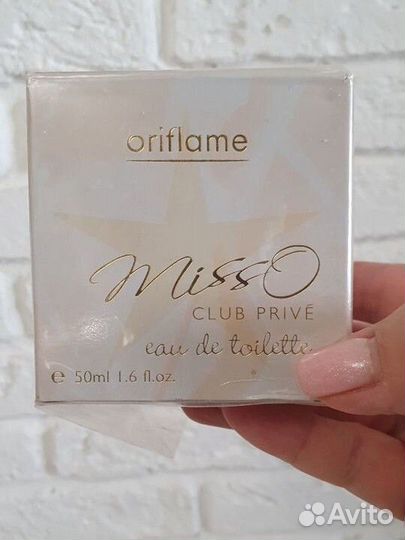 oriflame
MissO
CLUB PRIVÉ
eau de toilette
e 50ml 1.6 fl.oz.
Avito